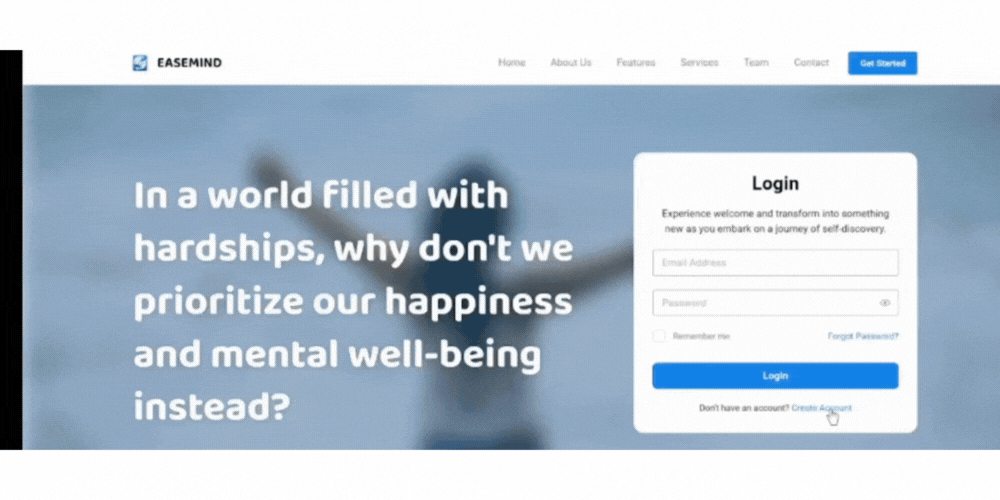 EASEMIND
Home About Us Features Services Team Contact Get Started
In a world filled with
hardships, why don't we
prioritize our happiness
and mental well-being
instead?
Login
Experience welcome and transform into something
new as you embark on a journey of self-discovery.
Email Address
Password
Remember me Forgot Password?
Login
Don't have an account? Create Account